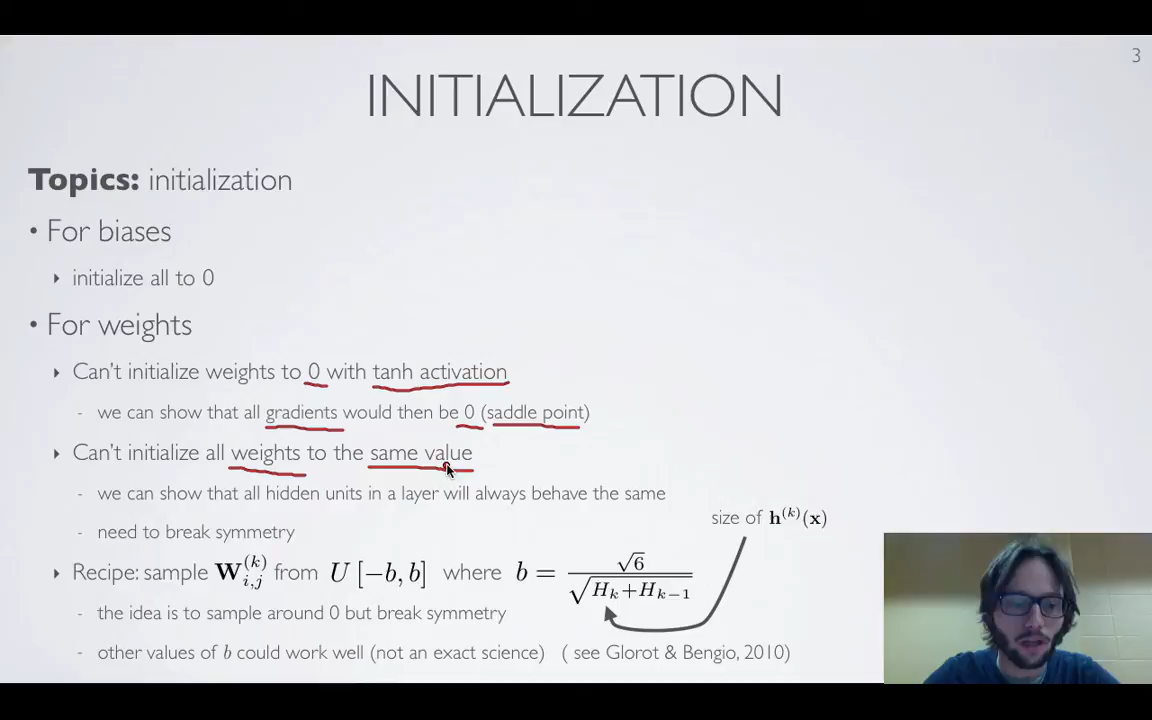 3
INITIALIZATION
Topics: initialization
• For biases
‣ initialize all to 0
• For weights
‣ Can't initialize weights to 0 with tanh activation
- we can show that all gradients would then be 0 (saddle point)
‣ Can't initialize all weights to the same value
- we can show that all hidden units in a layer will always behave the same
- need to break symmetry
size of h^(k)(x)
‣ Recipe: sample W_{i,j}^{(k)} from U [−b, b] where b = √6 / √(H_k+H_{k−1})
- the idea is to sample around 0 but break symmetry
- other values of b could work well (not an exact science) ( see Glorot & Bengio, 2010)